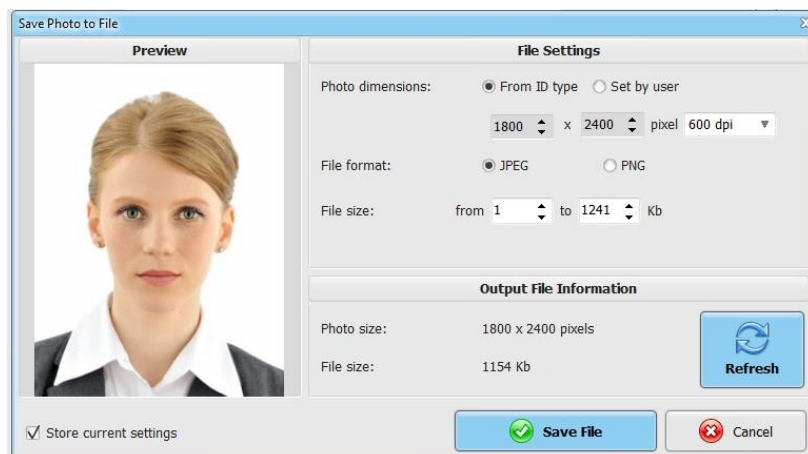 Save Photo to File
Preview
File Settings
Photo dimensions: From ID type Set by user
1800 x 2400 pixel 600 dpi
File format: JPEG PNG
File size: from 1 to 1241 Kb
Output File Information
Photo size: 1800 x 2400 pixels
File size: 1154 Kb
Refresh
Store current settings
Save File
Cancel